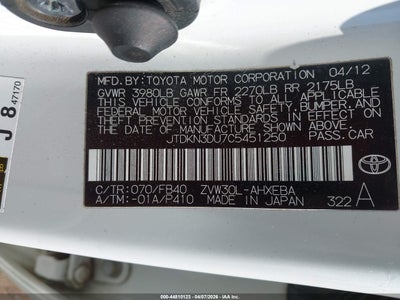 MFD. BY: TOYOTA MOTOR CORPORATION 04/12
GVWR 3980LB GAWR FR 2270LB RR 2175LB
THIS VEHICLE CONFORMS TO ALL APPLICABLE
FEDERAL MOTOR VEHICLE SAFETY, BUMPER, AND
THEFT PREVENTION STANDARDS IN EFFECT ON
THE DATE OF MANUFACTURE SHOWN ABOVE.
JTDKN3DU7C5451250 PASS.CAR
C/TR:070/FB40 ZVW30L-AHXEBA
A/TM:-01A/P410 MADE IN JAPAN 322 A
TOYOTA
J 8 47170
000-44810123 - 04/07/2026 - IAA